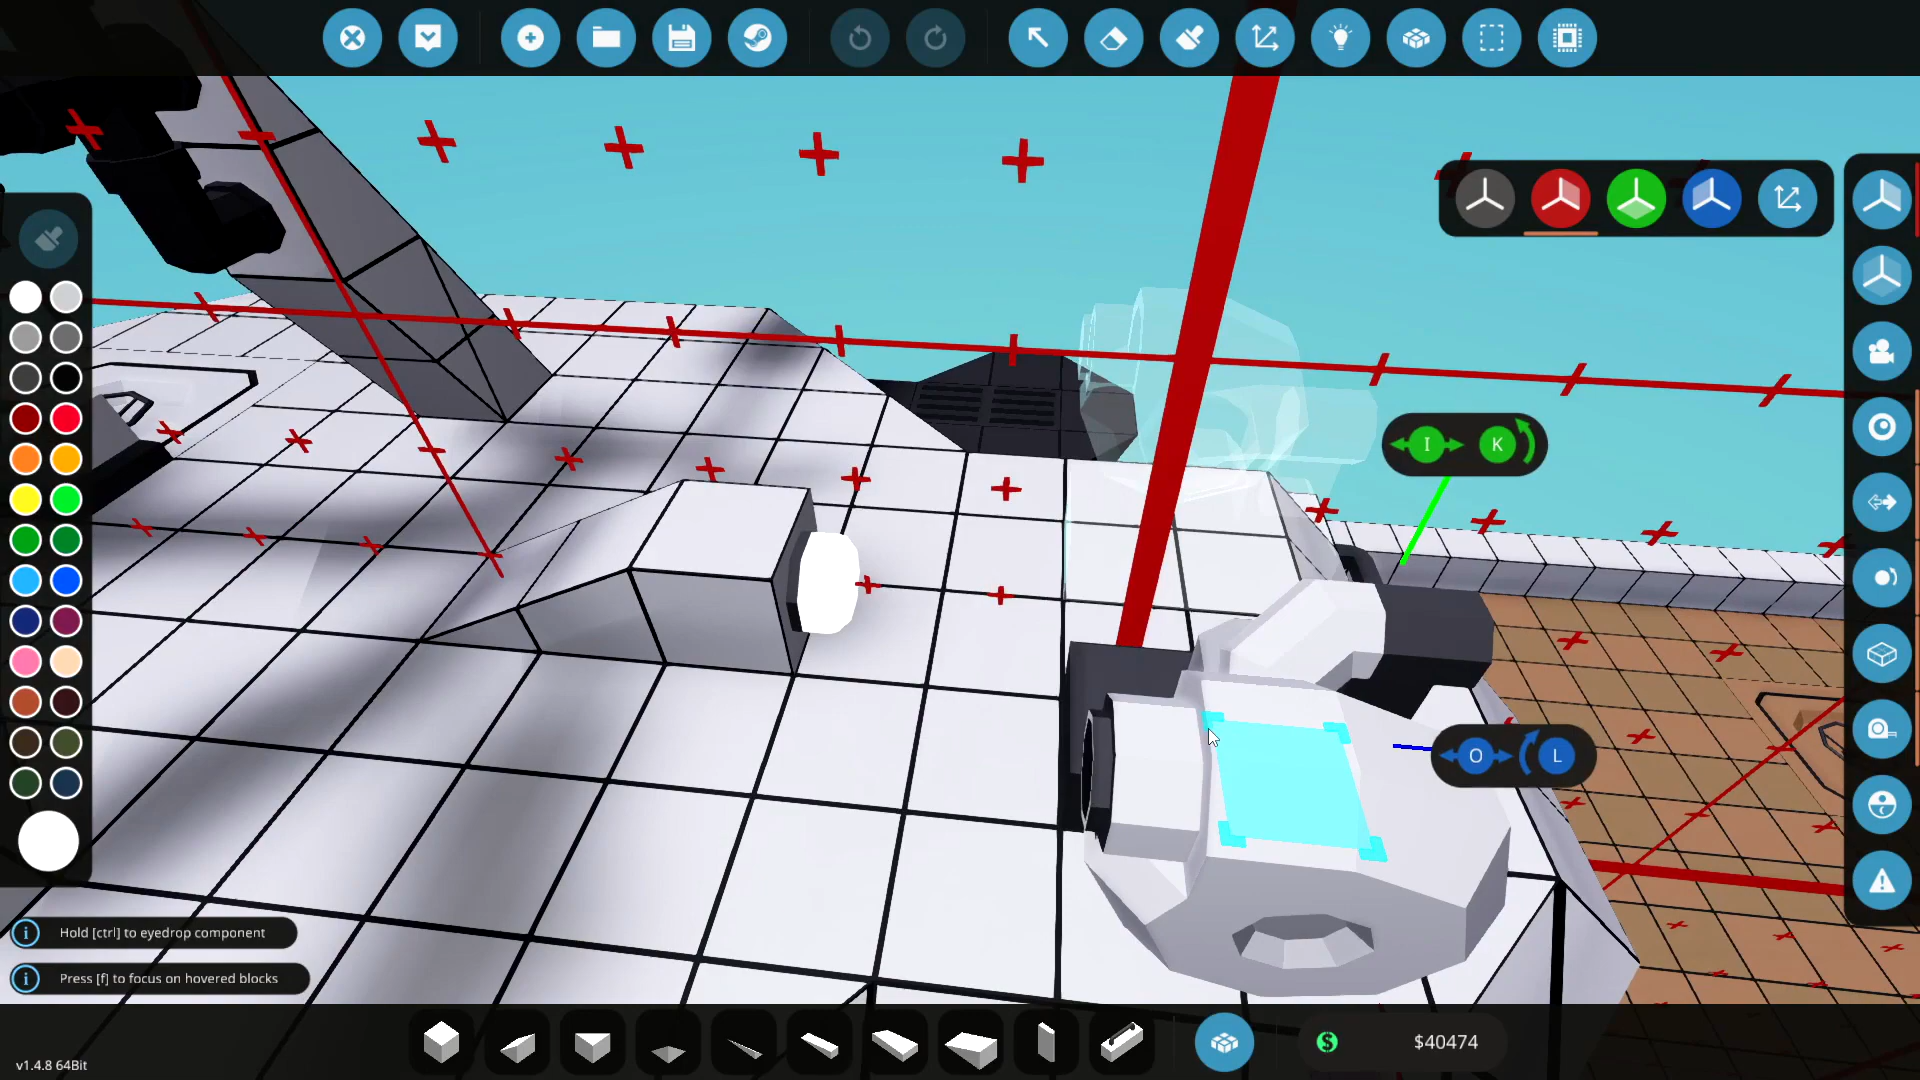 I K
O L
Hold [ctrl] to eyedrop component
Press [f] to focus on hovered blocks
$ $40474
v1.4.8 64Bit